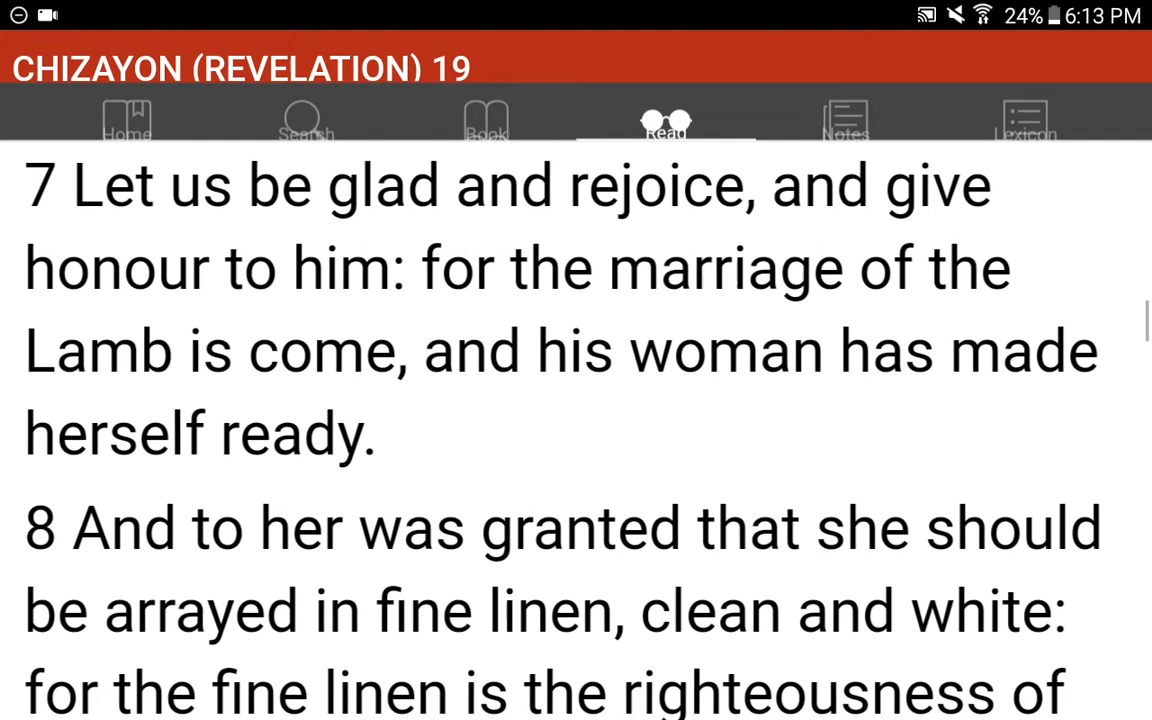 24% 6:13 PM
CHIZAYON (REVELATION) 19
Home Search Book Read Notes Lexicon
7 Let us be glad and rejoice, and give
honour to him: for the marriage of the
Lamb is come, and his woman has made
herself ready.
8 And to her was granted that she should
be arrayed in fine linen, clean and white:
for the fine linen is the righteousness of